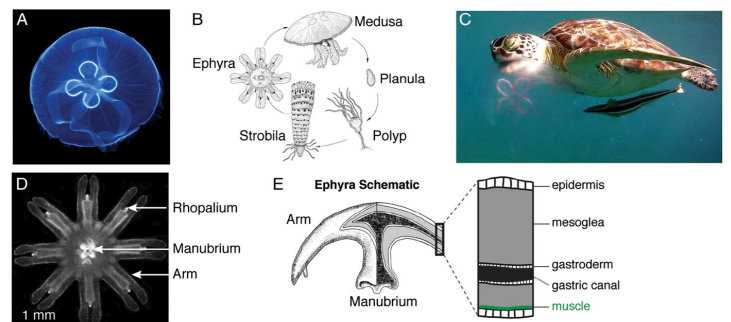 A
B
C
Medusa
Ephyra
Planula
Strobila
Polyp
D
Rhopalium
Manubrium
Arm
1 mm
E
Ephyra Schematic
Arm
Manubrium
epidermis
mesoglea
gastroderm
gastric canal
muscle